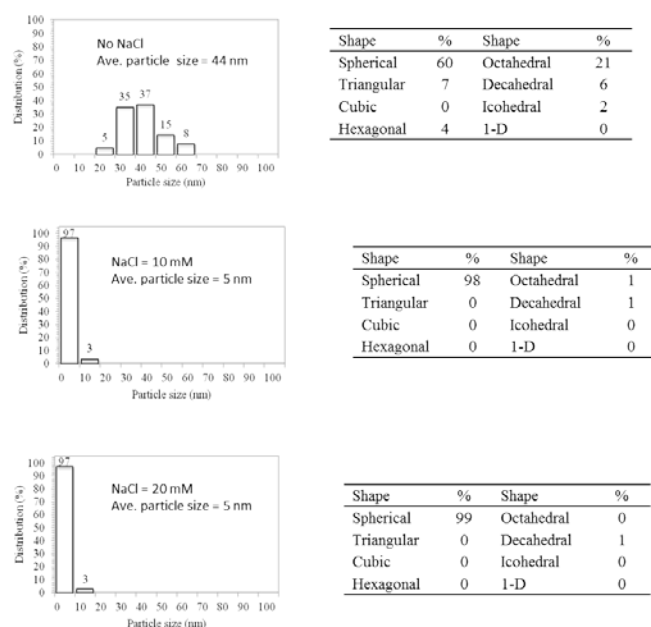 No NaCl
Ave. particle size = 44 nm
Distribution (%)
100
90
80
70
60
50
40
30
20
10
0
5
35
37
15
8
0 10 20 30 40 50 60 70 80 90 100
Particle size (nm)
Shape % Shape %
Spherical 60 Octahedral 21
Triangular 7 Decahedral 6
Cubic 0 Icohedral 2
Hexagonal 4 1-D 0
NaCl = 10 mM
Ave. particle size = 5 nm
Distribution (%)
100
90
80
70
60
50
40
30
20
10
0
97
3
0 10 20 30 40 50 60 70 80 90 100
Particle size (nm)
Shape % Shape %
Spherical 98 Octahedral 1
Triangular 0 Decahedral 1
Cubic 0 Icohedral 0
Hexagonal 0 1-D 0
NaCl = 20 mM
Ave. particle size = 5 nm
Distribution (%)
100
90
80
70
60
50
40
30
20
10
0
97
3
0 10 20 30 40 50 60 70 80 90 100
Particle size (nm)
Shape % Shape %
Spherical 99 Octahedral 0
Triangular 0 Decahedral 1
Cubic 0 Icohedral 0
Hexagonal 0 1-D 0